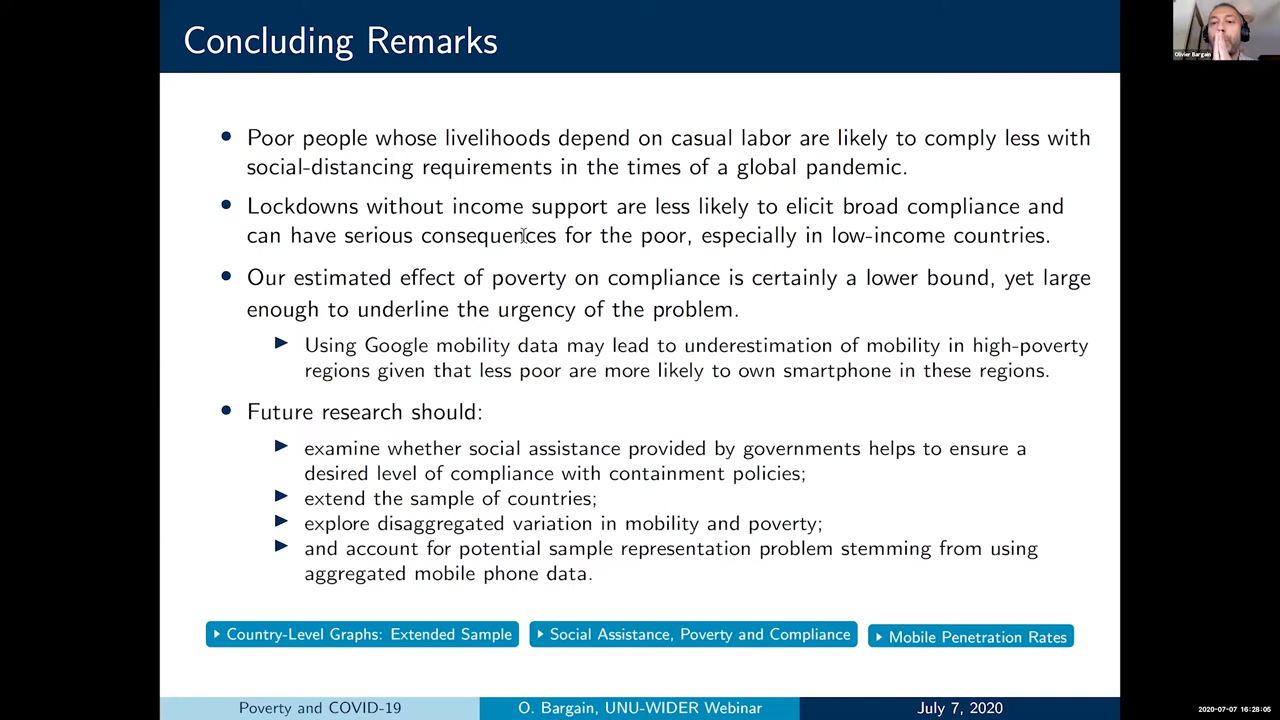 Concluding Remarks
Olivier Bargain
• Poor people whose livelihoods depend on casual labor are likely to comply less with
social-distancing requirements in the times of a global pandemic.
• Lockdowns without income support are less likely to elicit broad compliance and
can have serious consequences for the poor, especially in low-income countries.
• Our estimated effect of poverty on compliance is certainly a lower bound, yet large
enough to underline the urgency of the problem.
▶ Using Google mobility data may lead to underestimation of mobility in high-poverty
regions given that less poor are more likely to own smartphone in these regions.
• Future research should:
▶ examine whether social assistance provided by governments helps to ensure a
desired level of compliance with containment policies;
▶ extend the sample of countries;
▶ explore disaggregated variation in mobility and poverty;
▶ and account for potential sample representation problem stemming from using
aggregated mobile phone data.
▶ Country-Level Graphs: Extended Sample ▶ Social Assistance, Poverty and Compliance ▶ Mobile Penetration Rates
Poverty and COVID-19 O. Bargain, UNU-WIDER Webinar July 7, 2020
2020-07-07 16:28:05